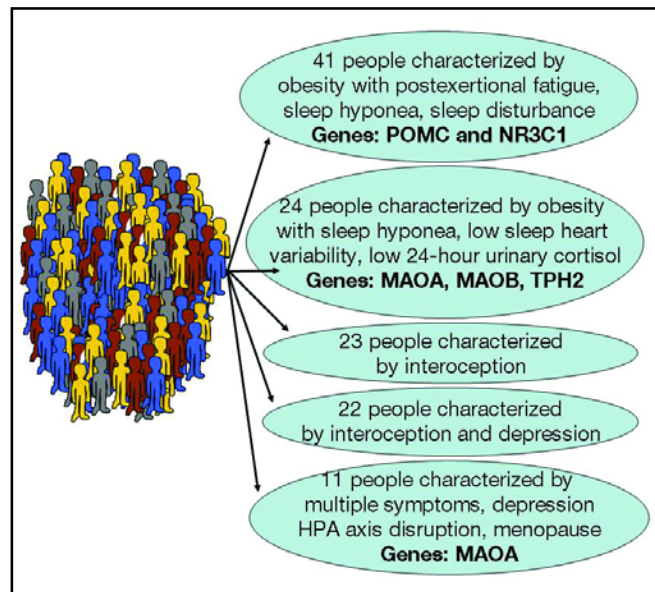 41 people characterized by
obesity with postexertional fatigue,
sleep hyponea, sleep disturbance
Genes: POMC and NR3C1
24 people characterized by obesity
with sleep hyponea, low sleep heart
variability, low 24-hour urinary cortisol
Genes: MAOA, MAOB, TPH2
23 people characterized
by interoception
22 people characterized
by interoception and depression
11 people characterized by
multiple symptoms, depression
HPA axis disruption, menopause
Genes: MAOA